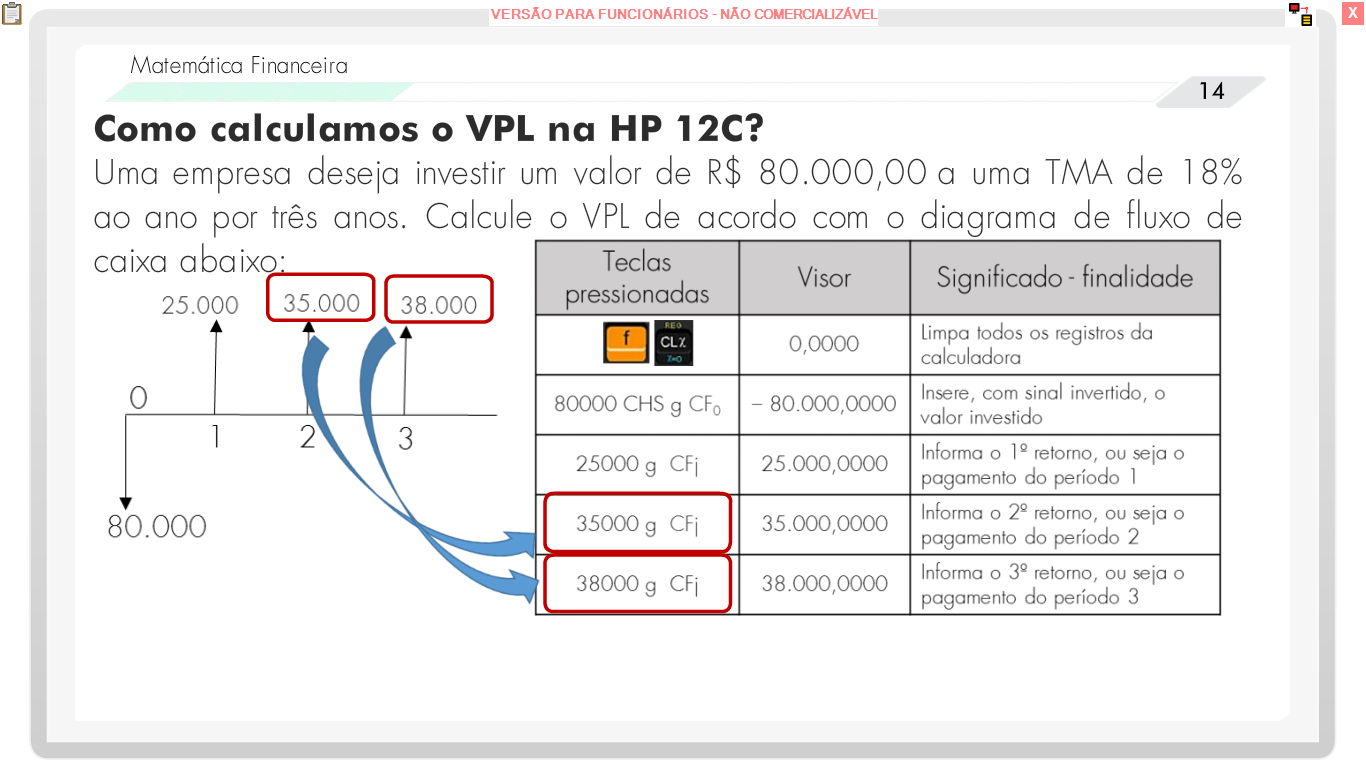 VERSÃO PARA FUNCIONÁRIOS - NÃO COMERCIALIZÁVEL
X
Matemática Financeira
14
Como calculamos o VPL na HP 12C?
Uma empresa deseja investir um valor de R$ 80.000,00 a uma TMA de 18%
ao ano por três anos. Calcule o VPL de acordo com o diagrama de fluxo de
caixa abaixo:
25.000 35.000 38.000
0
1 2 3
80.000
Teclas pressionadas Visor Significado - finalidade
f REG CLX Σ=0 0,0000 Limpa todos os registros da
calculadora
80000 CHS g CF₀ – 80.000,0000 Insere, com sinal invertido, o
valor investido
25000 g CFj 25.000,0000 Informa o 1º retorno, ou seja o
pagamento do período 1
35000 g CFj 35.000,0000 Informa o 2º retorno, ou seja o
pagamento do período 2
38000 g CFj 38.000,0000 Informa o 3º retorno, ou seja o
pagamento do período 3